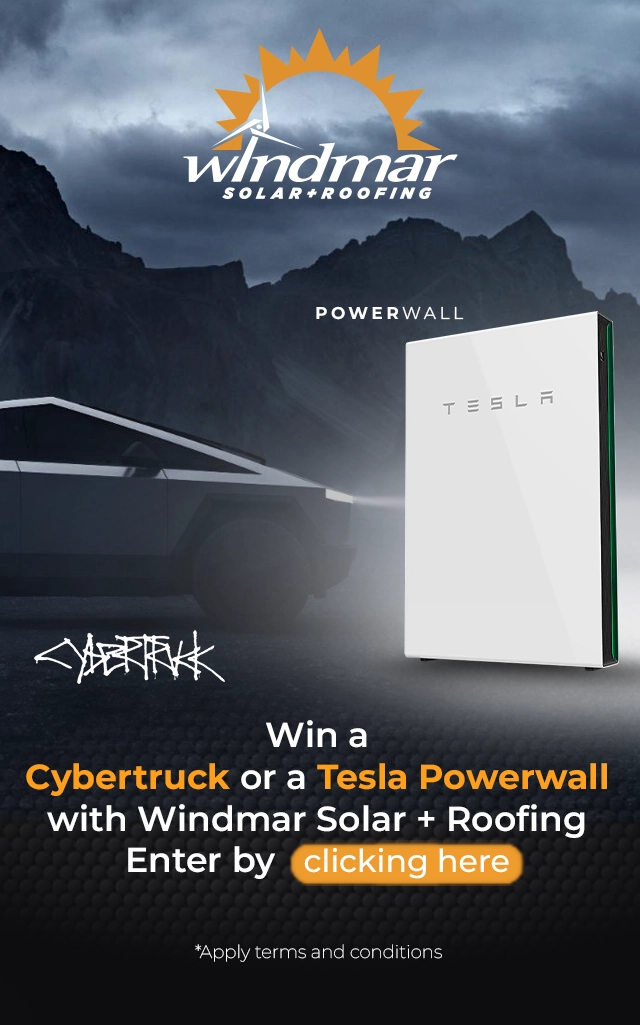 windmar
SOLAR+ROOFING
POWERWALL
TESLA
CYBERTRUCK
Win a
Cybertruck or a Tesla Powerwall
with Windmar Solar + Roofing
Enter by clicking here
*Apply terms and conditions